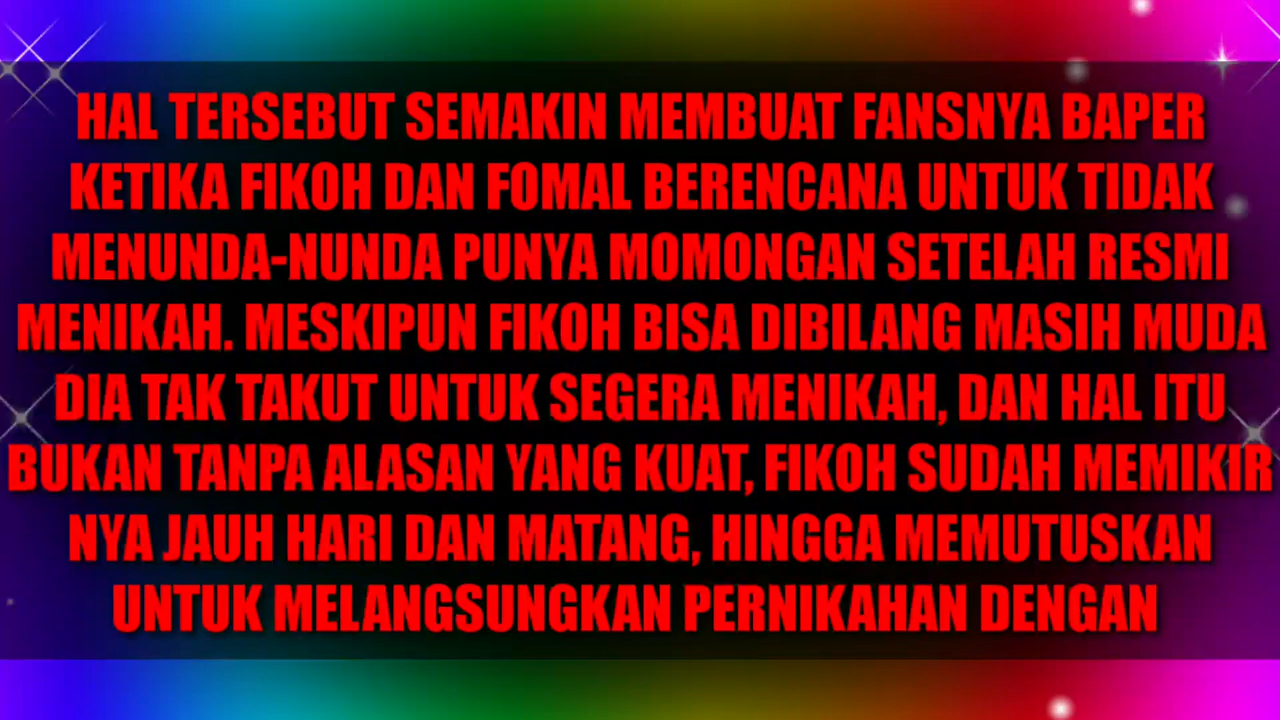 HAL TERSEBUT SEMAKIN MEMBUAT FANSNYA BAPER
KETIKA FIKOH DAN FOMAL BERENCANA UNTUK TIDAK
MENUNDA-NUNDA PUNYA MOMONGAN SETELAH RESMI
MENIKAH. MESKIPUN FIKOH BISA DIBILANG MASIH MUDA
DIA TAK TAKUT UNTUK SEGERA MENIKAH, DAN HAL ITU
BUKAN TANPA ALASAN YANG KUAT, FIKOH SUDAH MEMIKIR
NYA JAUH HARI DAN MATANG, HINGGA MEMUTUSKAN
UNTUK MELANGSUNGKAN PERNIKAHAN DENGAN